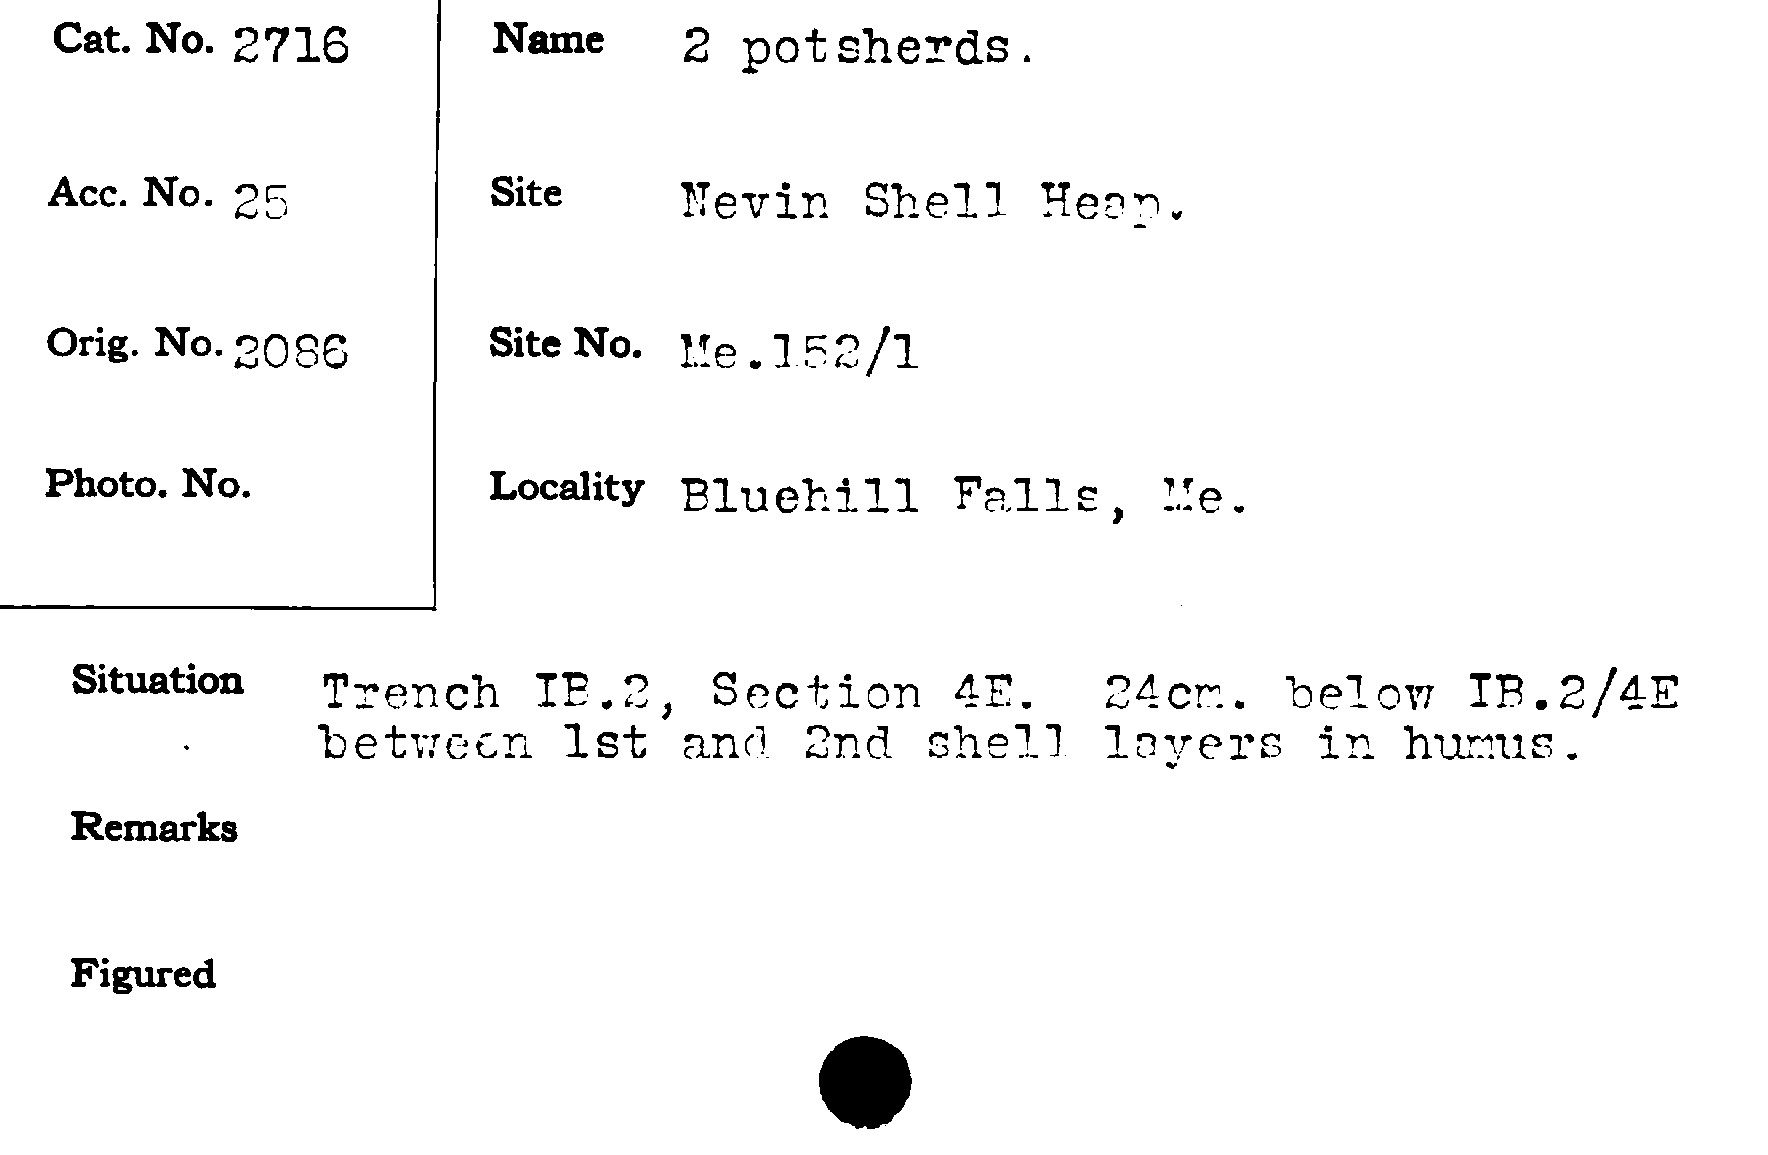 Cat. No. 2716
Name 2 potsherds.
Acc. No. 25
Site Nevin Shell Heap.
Orig. No. 2086
Site No. Me.152/1
Photo. No.
Locality Bluehill Falls, Me.
Situation Trench IB.2, Section 4E. 24cm. below IB.2/4E
between 1st and 2nd shell layers in humus.
Remarks
Figured